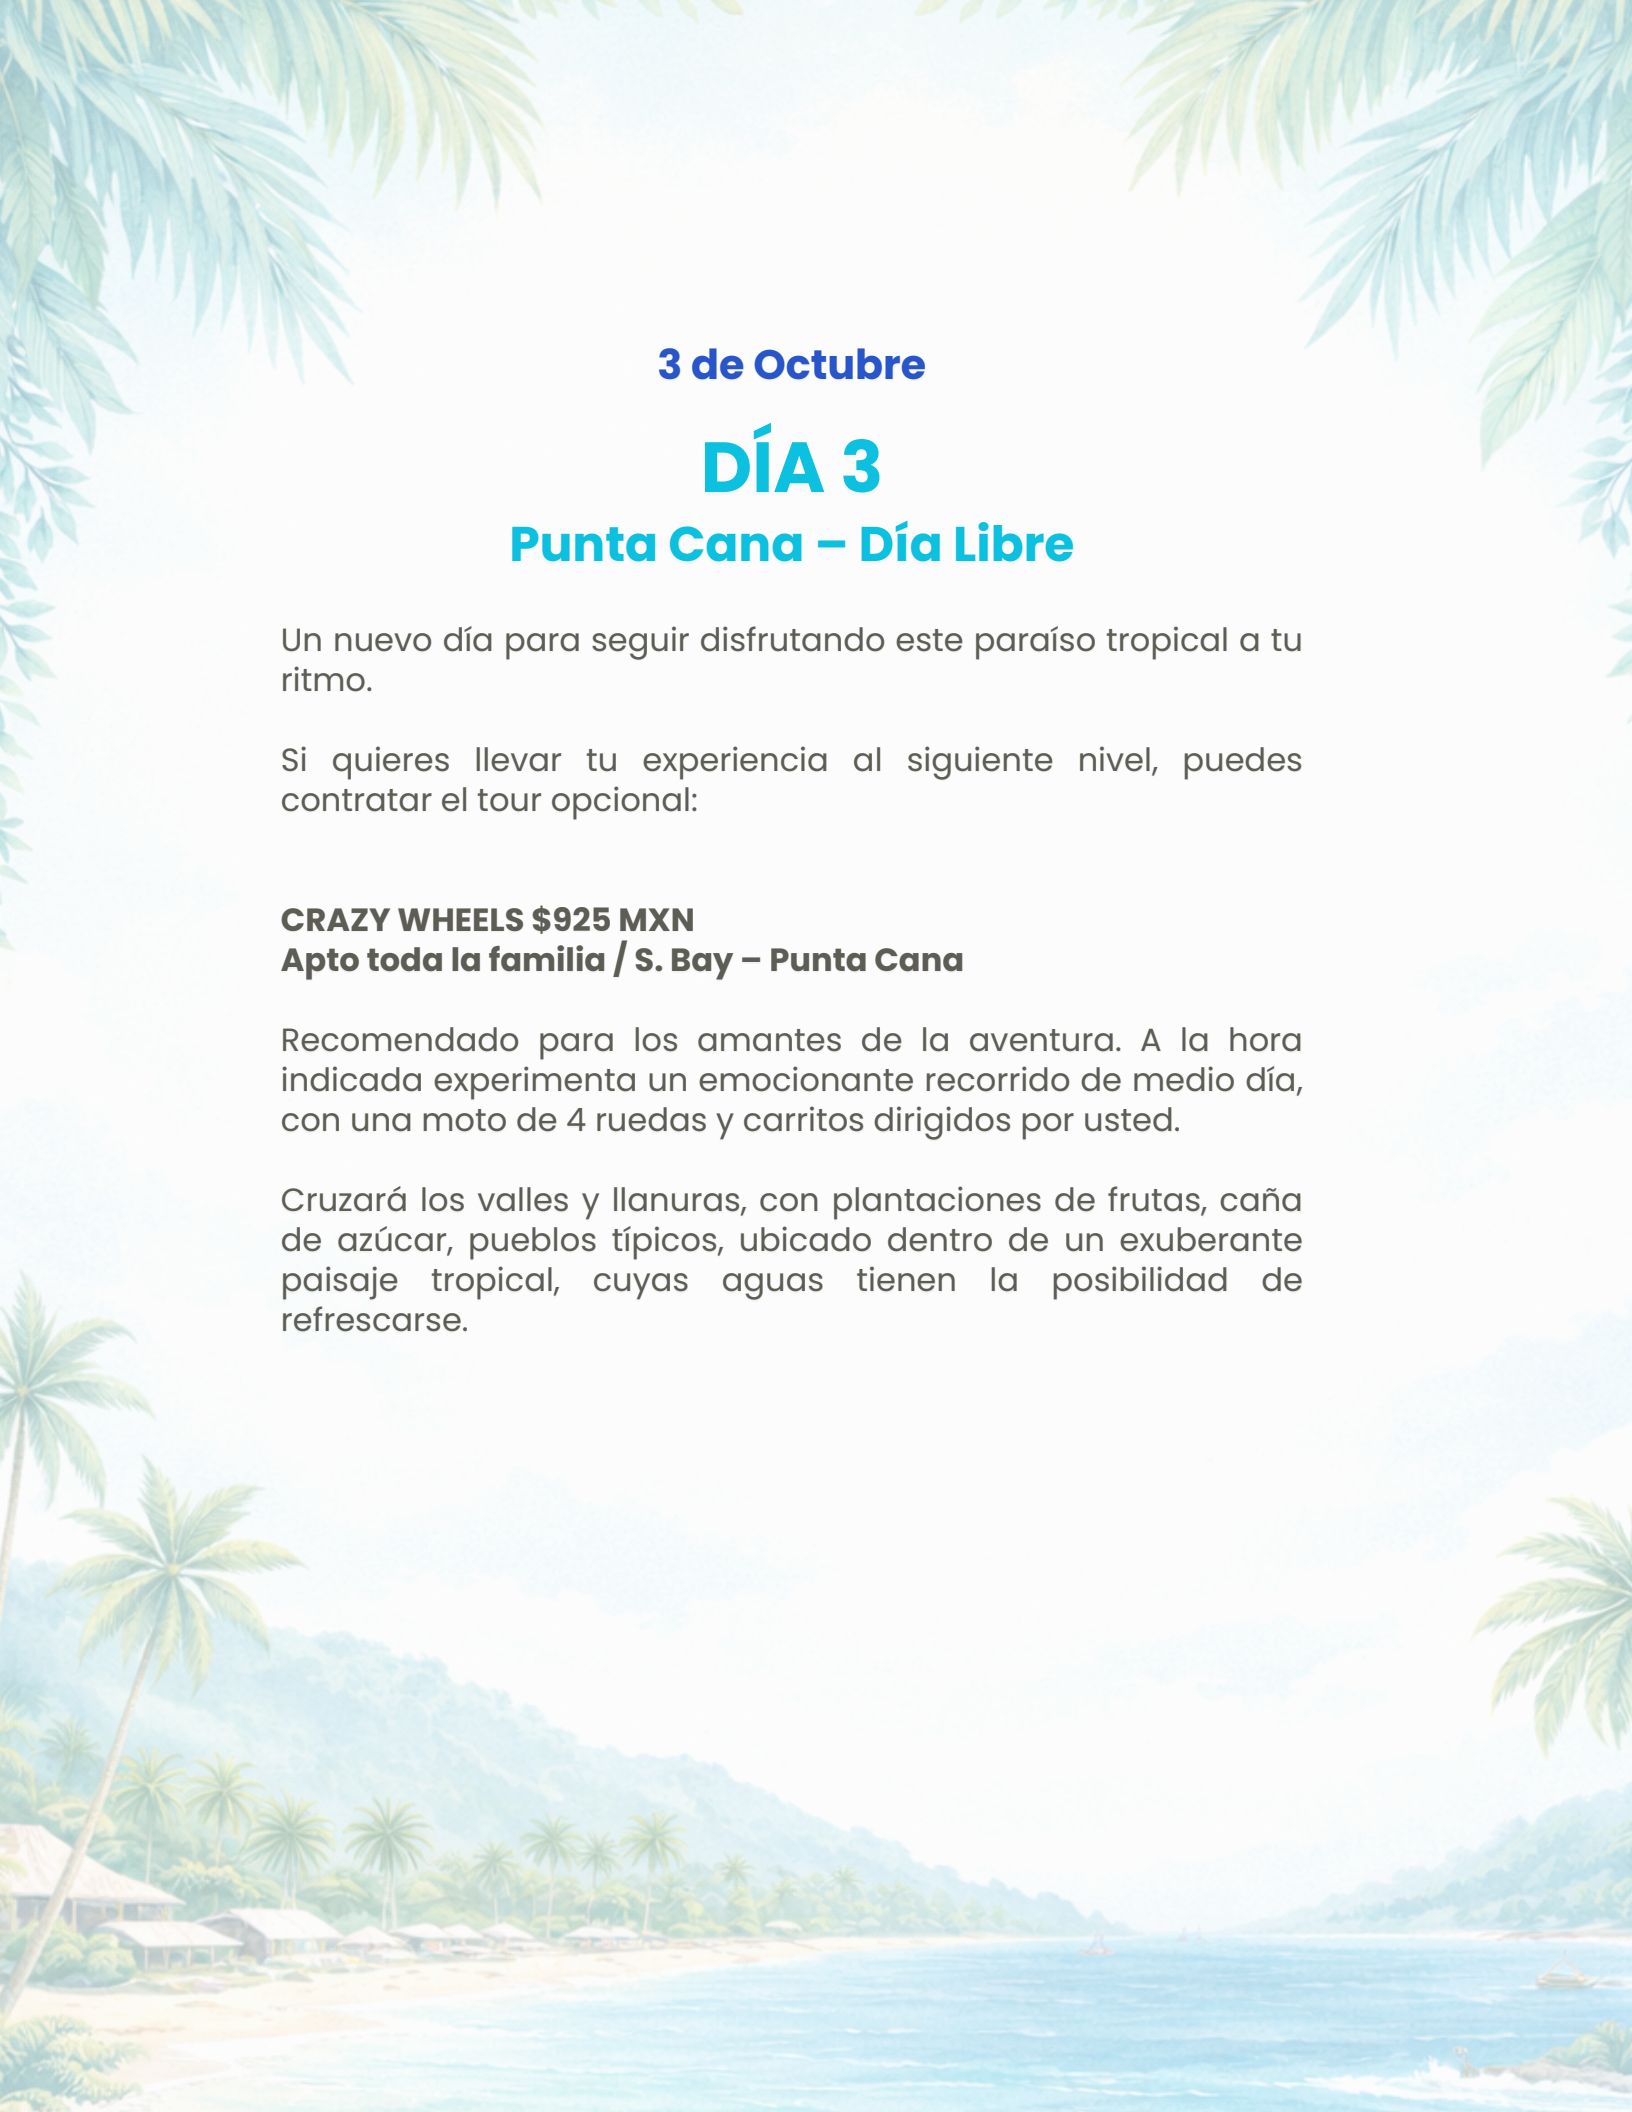 3 de Octubre
DÍA 3
Punta Cana – Día Libre
Un nuevo día para seguir disfrutando este paraíso tropical a tu
ritmo.
Si quieres llevar tu experiencia al siguiente nivel, puedes
contratar el tour opcional:
CRAZY WHEELS $925 MXN
Apto toda la familia / S. Bay – Punta Cana
Recomendado para los amantes de la aventura. A la hora
indicada experimenta un emocionante recorrido de medio día,
con una moto de 4 ruedas y carritos dirigidos por usted.
Cruzará los valles y llanuras, con plantaciones de frutas, caña
de azúcar, pueblos típicos, ubicado dentro de un exuberante
paisaje tropical, cuyas aguas tienen la posibilidad de
refrescarse.